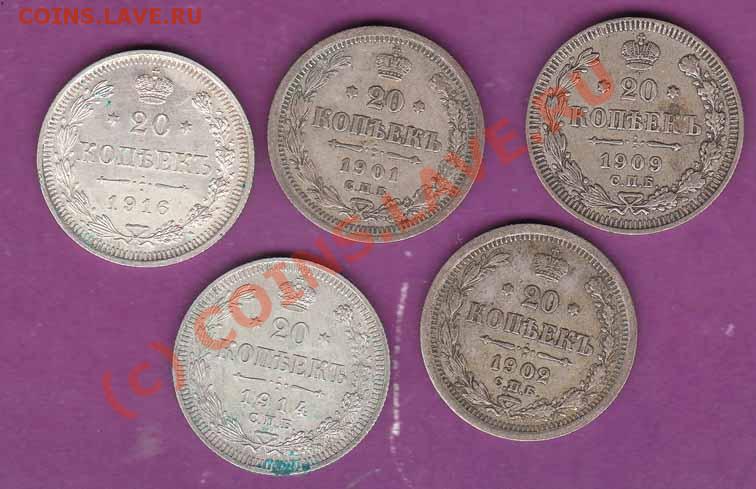 COINS.LAVE.РУ
20
КОПѢЕКЪ
1916
20
КОПѢЕКЪ
1901
С.П.Б.
20
КОПѢЕКЪ
1909
С.П.Б.
20
КОПѢЕКЪ
1914
С.П.Б.
20
КОПѢЕКЪ
1902
С.П.Б.
(c) COINS.LAVE.RU